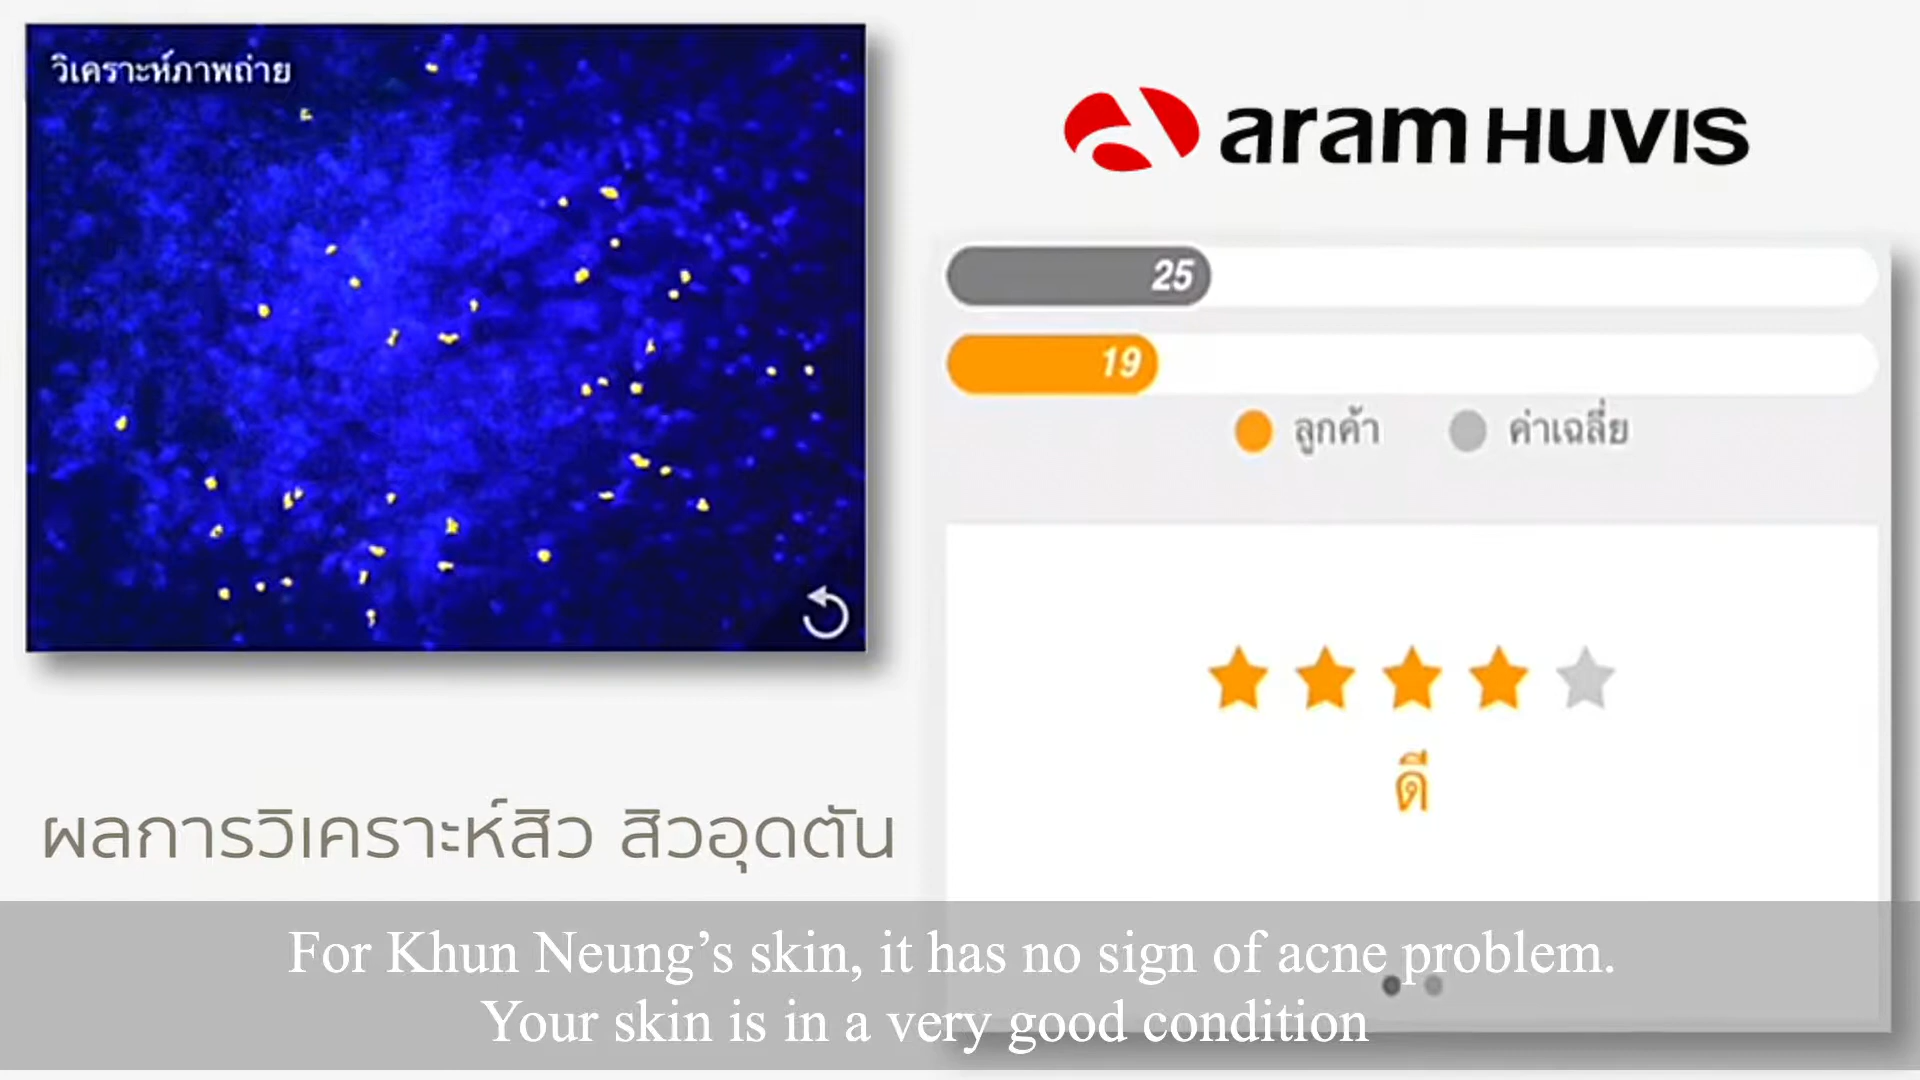 วิเคราะห์ภาพถ่าย
aram HUVIS
25
19
ลูกค้า ค่าเฉลี่ย
ดี
ผลการวิเคราะห์สิว สิวอุดตัน
For Khun Neung’s skin, it has no sign of acne problem.
Your skin is in a very good condition